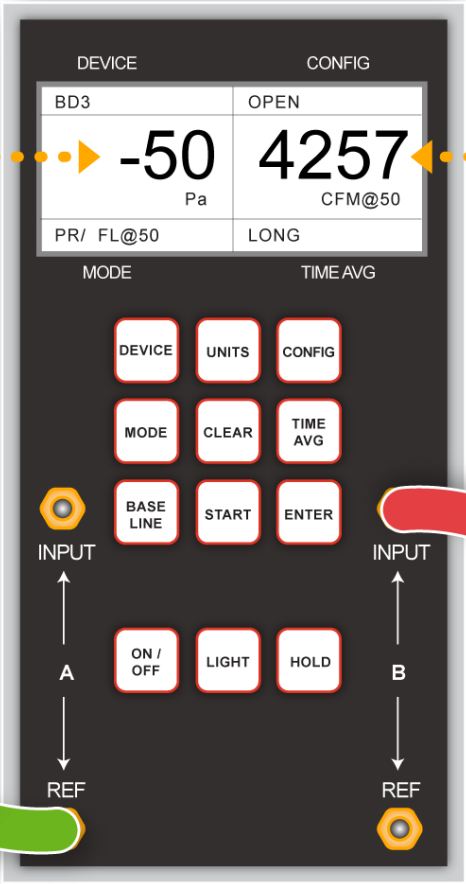 DEVICE CONFIG
BD3 OPEN
-50 4257
Pa CFM@50
PR/ FL@50 LONG
MODE TIME AVG
DEVICE UNITS CONFIG
MODE CLEAR TIME AVG
BASE LINE START ENTER
INPUT INPUT
ON / OFF LIGHT HOLD
A B
REF REF